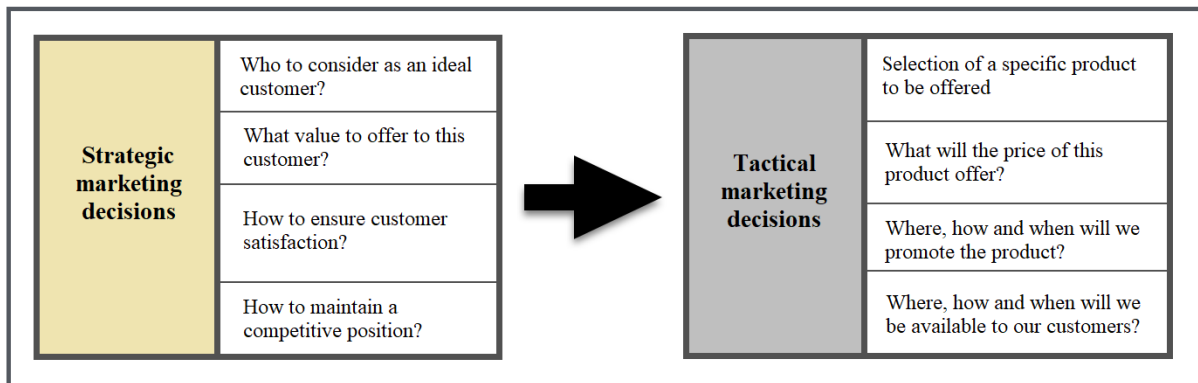 Strategic
marketing
decisions
Who to consider as an ideal
customer?
What value to offer to this
customer?
How to ensure customer
satisfaction?
How to maintain a
competitive position?
Tactical
marketing
decisions
Selection of a specific product
to be offered
What will the price of this
product offer?
Where, how and when will we
promote the product?
Where, how and when will we
be available to our customers?